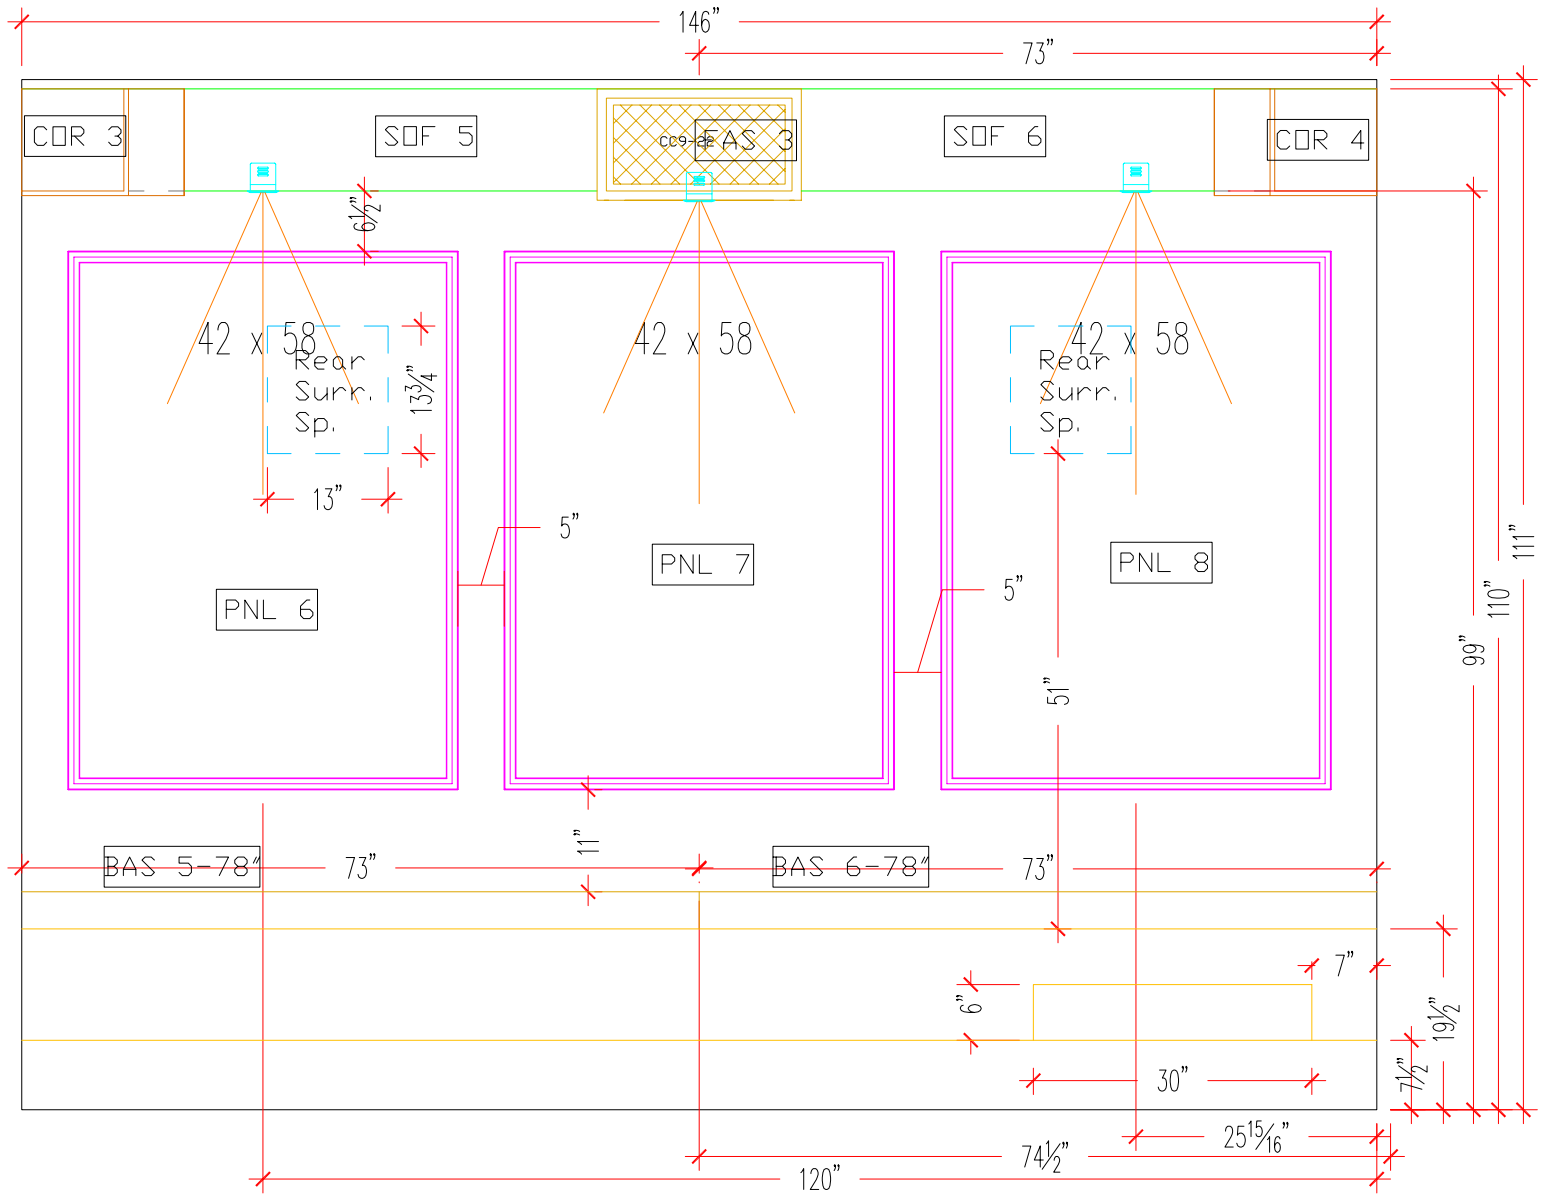 146"
73"
COR 3
SOF 5
CC9-22
FAS 3
SOF 6
COR 4
6½"
42 x 58
42 x 58
42 x 58
Rear
Surr.
Sp.
13¾"
Rear
Surr.
Sp.
13"
5"
PNL 7
PNL 8
5"
PNL 6
111"
110"
99"
51"
11"
BAS 5-78"
73"
BAS 6-78"
73"
7"
6"
19½"
30"
7½"
25 15/16"
74½"
120"